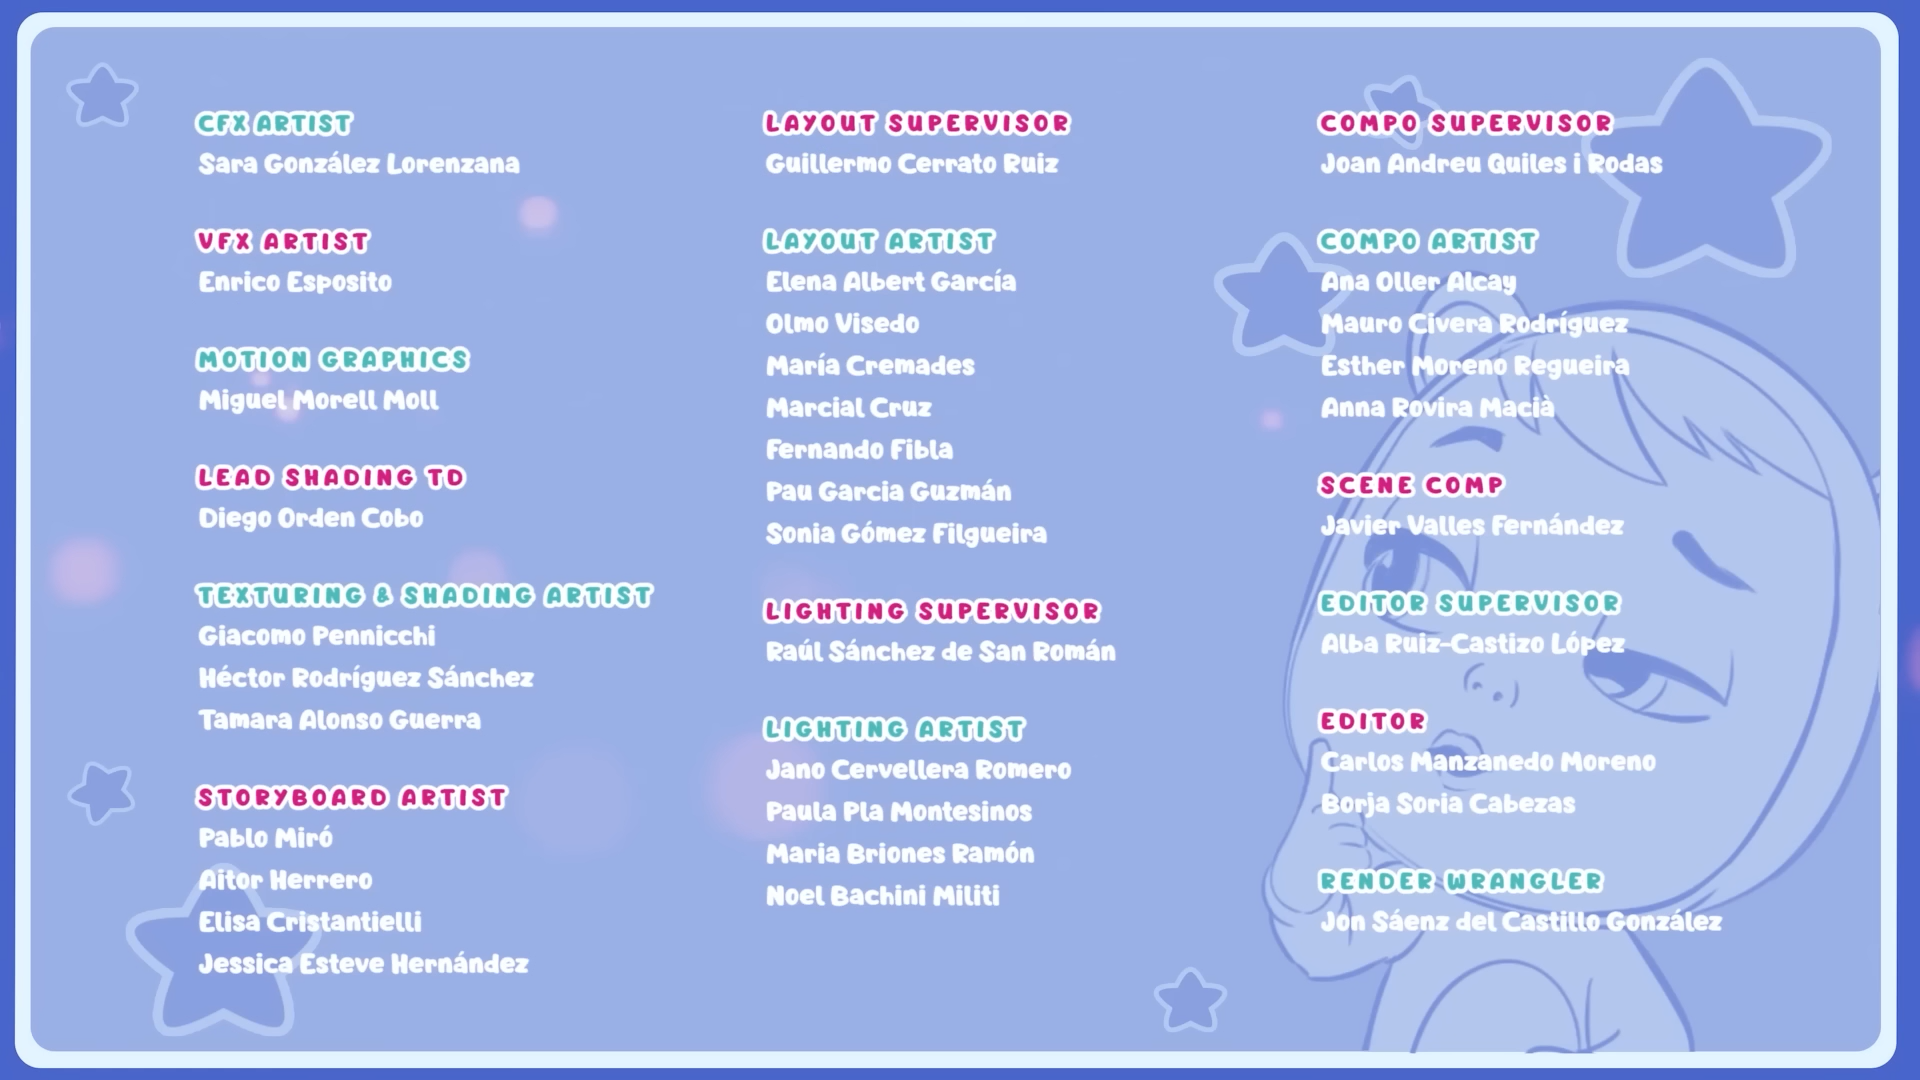 CFX ARTIST
Sara González Lorenzana
VFX ARTIST
Enrico Esposito
MOTION GRAPHICS
Miguel Morell Moll
LEAD SHADING TD
Diego Orden Cobo
TEXTURING & SHADING ARTIST
Giacomo Pennicchi
Héctor Rodríguez Sánchez
Tamara Alonso Guerra
STORYBOARD ARTIST
Pablo Miró
Aitor Herrero
Elisa Cristantielli
Jessica Esteve Hernández
LAYOUT SUPERVISOR
Guillermo Cerrato Ruiz
LAYOUT ARTIST
Elena Albert García
Olmo Visedo
María Cremades
Marcial Cruz
Fernando Fibla
Pau Garcia Guzmán
Sonia Gómez Filgueira
LIGHTING SUPERVISOR
Raúl Sánchez de San Román
LIGHTING ARTIST
Jano Cervellera Romero
Paula Pla Montesinos
Maria Briones Ramón
Noel Bachini Militi
COMPO SUPERVISOR
Joan Andreu Quiles i Rodas
COMPO ARTIST
Ana Oller Alcay
Mauro Civera Rodríguez
Esther Moreno Regueira
Anna Rovira Macià
SCENE COMP
Javier Valles Fernández
EDITOR SUPERVISOR
Alba Ruiz-Castizo López
EDITOR
Carlos Manzanedo Moreno
Borja Soria Cabezas
RENDER WRANGLER
Jon Sáenz del Castillo González